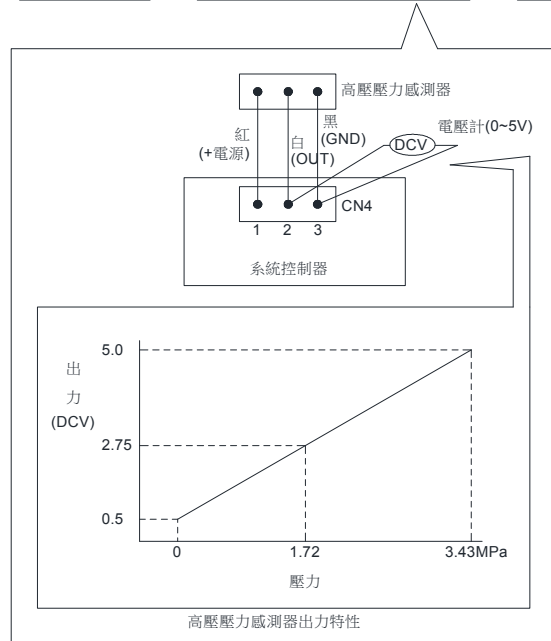 高壓壓力感測器
紅
(+電源)
白
(OUT)
黑
(GND)
電壓計(0~5V)
DCV
CN4
1 2 3
系統控制器
出
力
(DCV)
5.0
2.75
0.5
0 1.72 3.43MPa
壓力
高壓壓力感測器出力特性